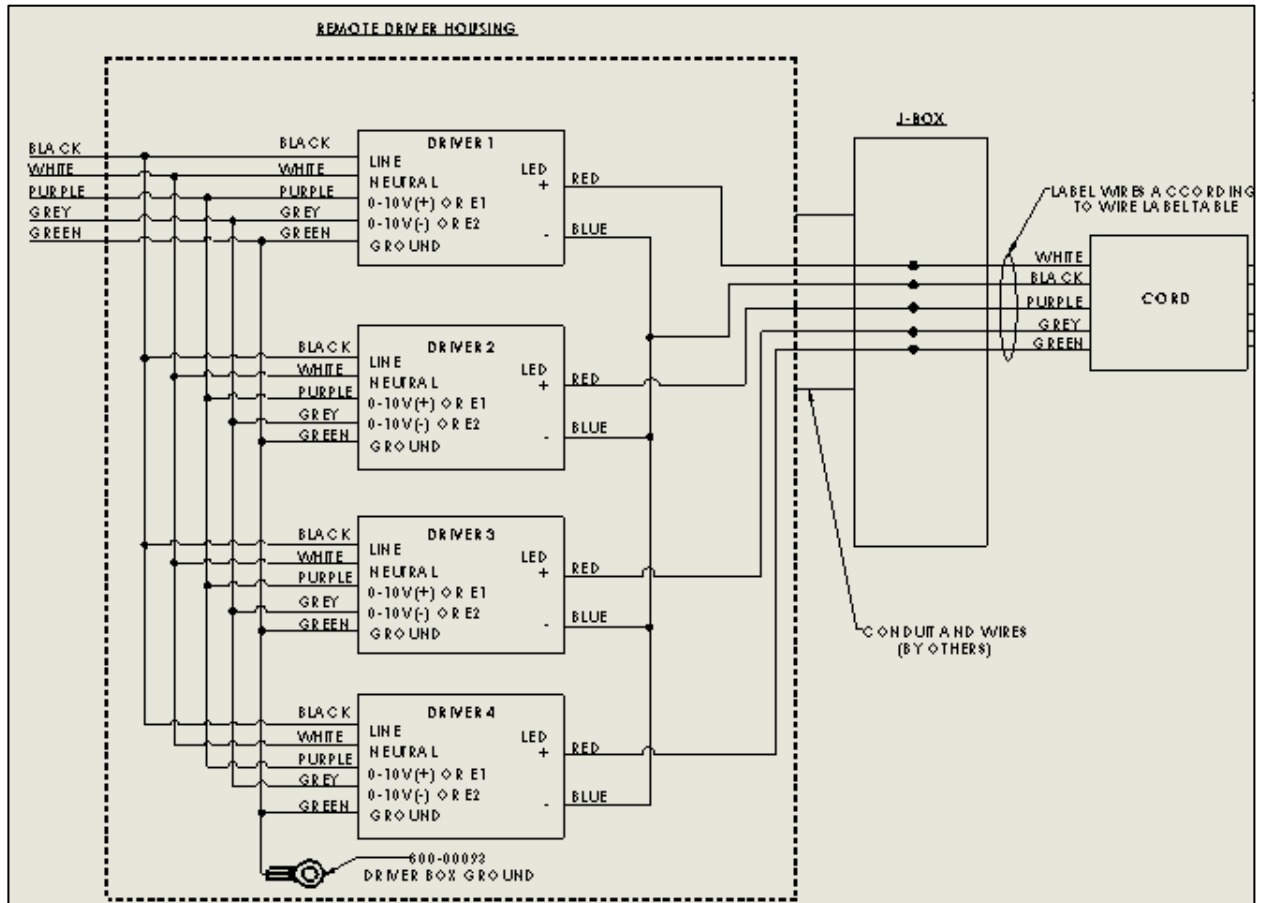 REMOTE DRIVER HOUSING
J-BOX
BLACK
WHITE
PURPLE
GREY
GREEN
BLACK
WHITE
PURPLE
GREY
GREEN
DRIVER 1
LINE
NEUTRAL
0-10V(+) OR E1
0-10V(-) OR E2
GROUND
LED
+
-
RED
BLUE
LABEL WIRES ACCORDING
TO WIRE LABEL TABLE
WHITE
BLACK
PURPLE
GREY
GREEN
CORD
BLACK
WHITE
PURPLE
GREY
GREEN
DRIVER 2
LINE
NEUTRAL
0-10V(+) OR E1
0-10V(-) OR E2
GROUND
LED
+
-
RED
BLUE
BLACK
WHITE
PURPLE
GREY
GREEN
DRIVER 3
LINE
NEUTRAL
0-10V(+) OR E1
0-10V(-) OR E2
GROUND
LED
+
-
RED
BLUE
CONDUIT AND WIRES
(BY OTHERS)
BLACK
WHITE
PURPLE
GREY
GREEN
DRIVER 4
LINE
NEUTRAL
0-10V(+) OR E1
0-10V(-) OR E2
GROUND
LED
+
-
RED
BLUE
DRIVER BOX GROUND